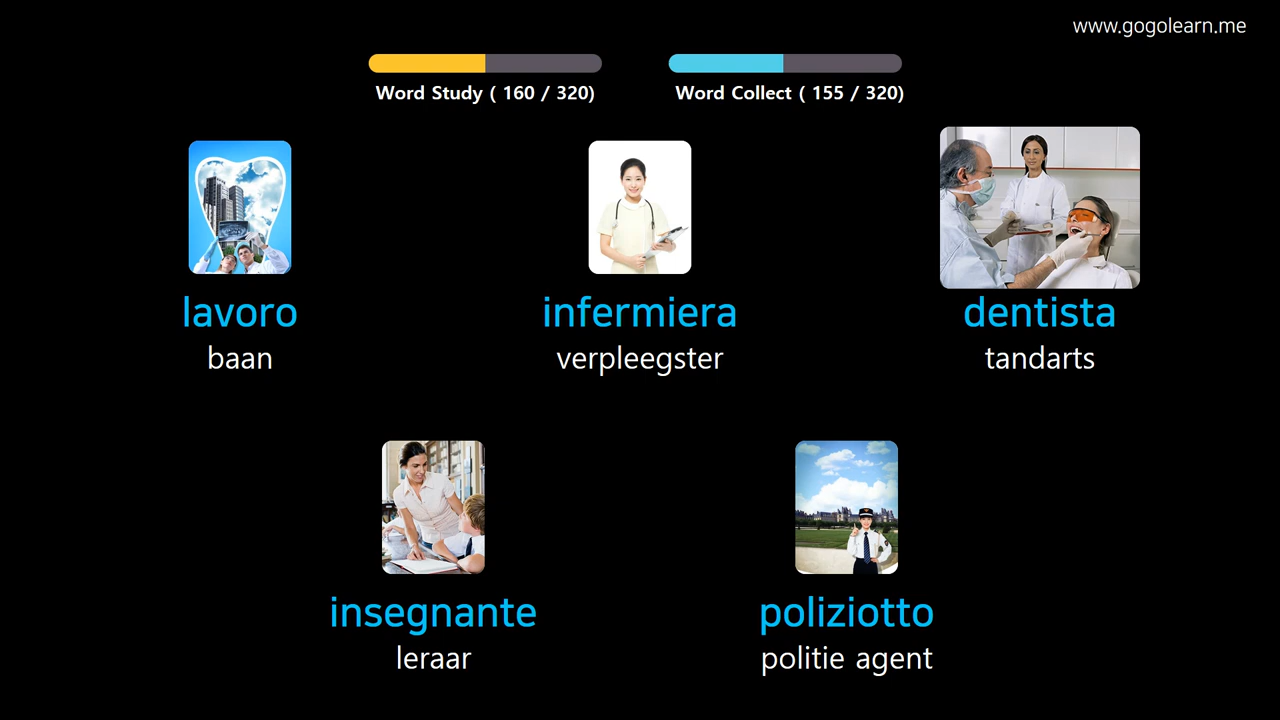 www.gogolearn.me
Word Study ( 160 / 320)
Word Collect ( 155 / 320)
lavoro
baan
infermiera
verpleegster
dentista
tandarts
insegnante
leraar
poliziotto
politie agent